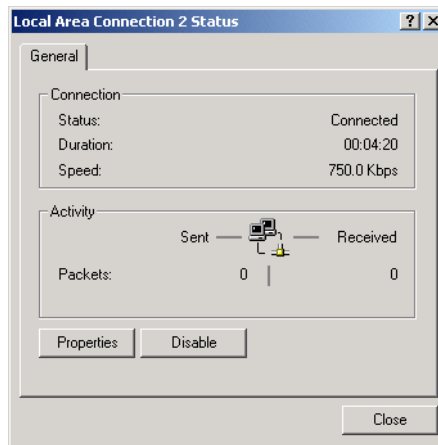 Local Area Connection 2 Status
General
Connection
Status: Connected
Duration: 00:04:20
Speed: 750.0 Kbps
Activity
Sent Received
Packets: 0 0
Properties Disable
Close